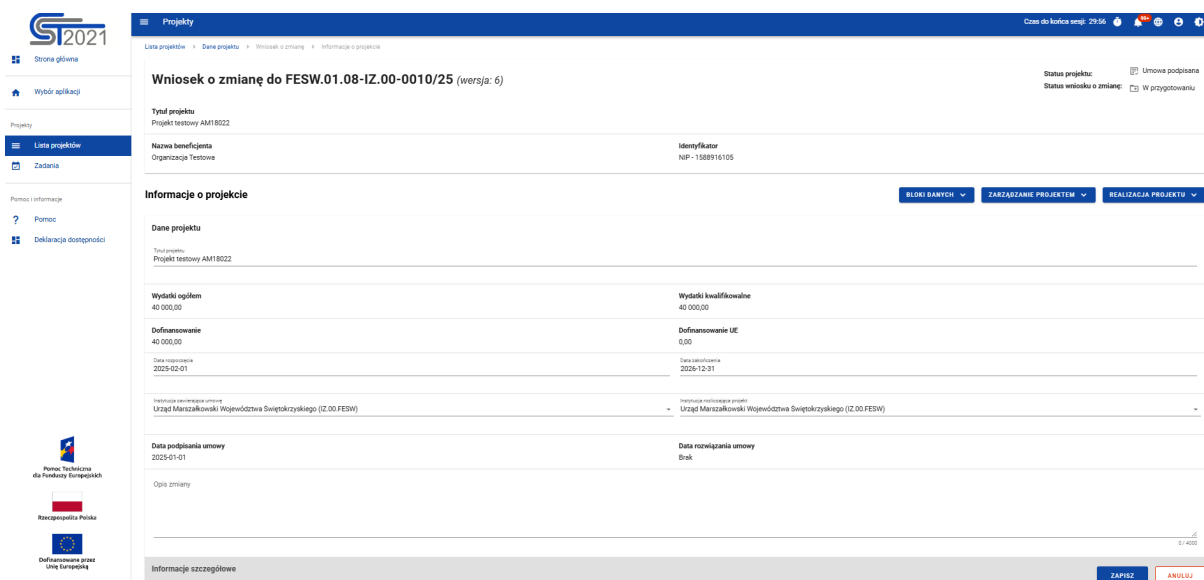 ST2021
Projekty
Czas do końca sesji: 29:56
99+
Strona główna
Wybór aplikacji
Projekty
Lista projektów
Zadania
Pomoc i informacje
? Pomoc
Deklaracja dostępności
Pomoc Techniczna
dla Funduszy Europejskich
Rzeczpospolita Polska
Dofinansowane przez
Unię Europejską
Lista projektów Dane projektu Wniosek o zmianę Informacje o projekcie
Wniosek o zmianę do FESW.01.08-IZ.00-0010/25 (wersja: 6)
Status projektu: Umowa podpisana
Status wniosku o zmianę: W przygotowaniu
Tytuł projektu
Projekt testowy AM18022
Nazwa beneficjenta Identyfikator
Organizacja Testowa NIP - 1588916105
Informacje o projekcie
BLOKI DANYCH ZARZĄDZANIE PROJEKTEM REALIZACJA PROJEKTU
Dane projektu
Tytuł projektu
Projekt testowy AM18022
Wydatki ogółem Wydatki kwalifikowalne
40 000,00 40 000,00
Dofinansowanie Dofinansowanie UE
40 000,00 0,00
Data rozpoczęcia Data zakończenia
2025-02-01 2026-12-31
Instytucja zawierająca umowę Instytucja rozliczająca projekt
Urząd Marszałkowski Województwa Świętokrzyskiego (IZ.00.FESW) Urząd Marszałkowski Województwa Świętokrzyskiego (IZ.00.FESW)
Data podpisania umowy Data rozwiązania umowy
2025-01-01 Brak
Opis zmiany
0 / 4000
Informacje szczegółowe
ZAPISZ ANULUJ